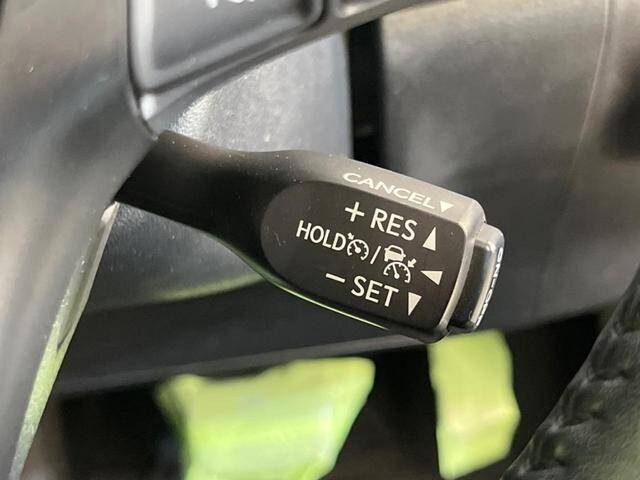 CANCEL▼
+ RES ▲
HOLD / ◀
− SET ▼